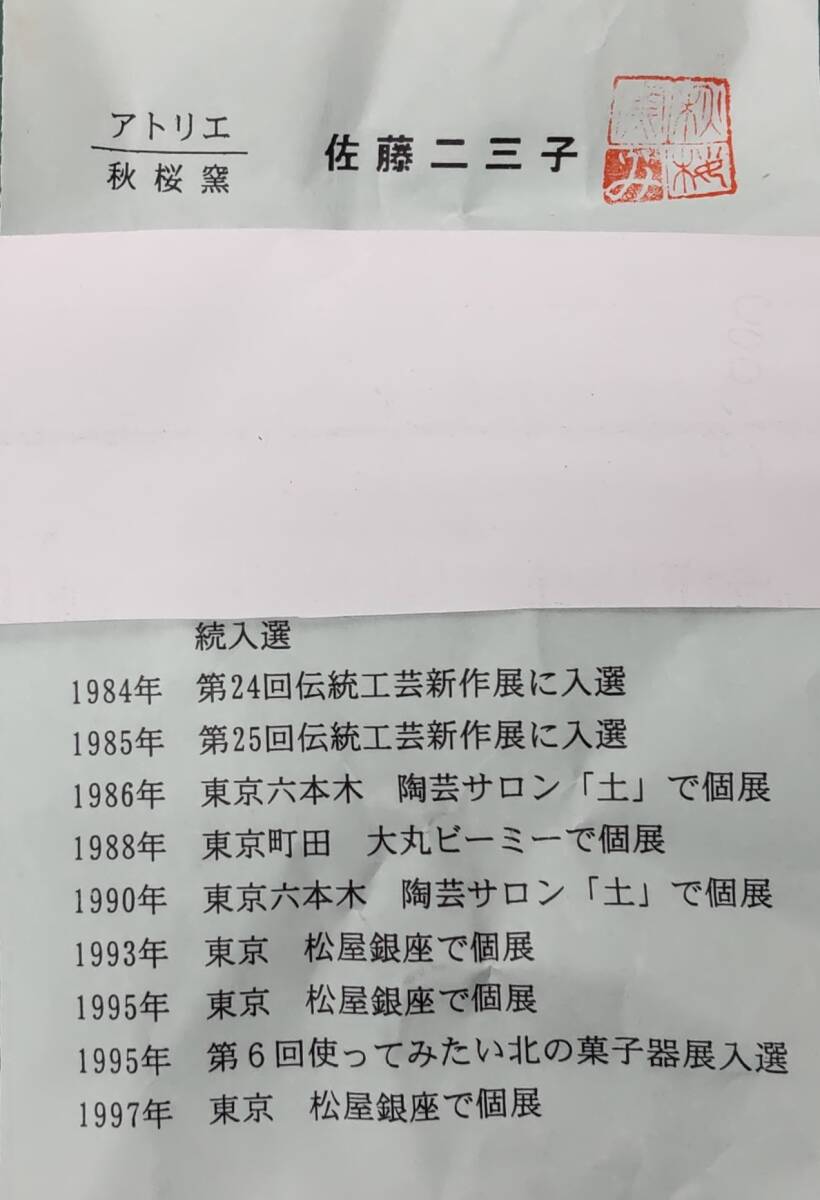 アトリエ
秋桜窯
佐藤二三子
秋桜
続入選
1984年 第24回伝統工芸新作展に入選
1985年 第25回伝統工芸新作展に入選
1986年 東京六本木 陶芸サロン「土」で個展
1988年 東京町田 大丸ピーミーで個展
1990年 東京六本木 陶芸サロン「土」で個展
1993年 東京 松屋銀座で個展
1995年 東京 松屋銀座で個展
1995年 第6回使ってみたい北の菓子器展入選
1997年 東京 松屋銀座で個展